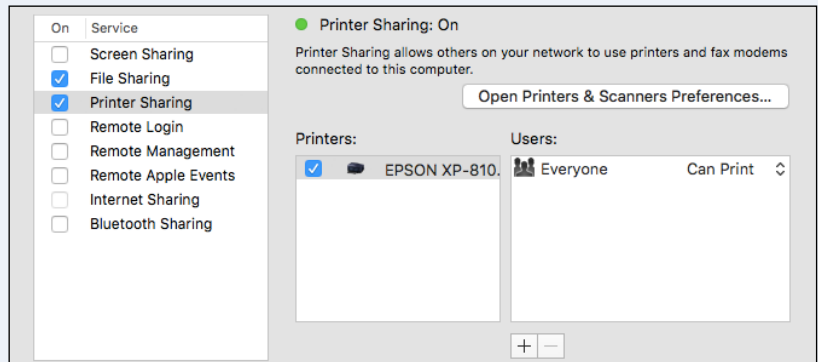 On Service
Screen Sharing
File Sharing
Printer Sharing
Remote Login
Remote Management
Remote Apple Events
Internet Sharing
Bluetooth Sharing
Printer Sharing: On
Printer Sharing allows others on your network to use printers and fax modems
connected to this computer.
Open Printers & Scanners Preferences...
Printers:
EPSON XP-810.
Users:
Everyone Can Print
+ −